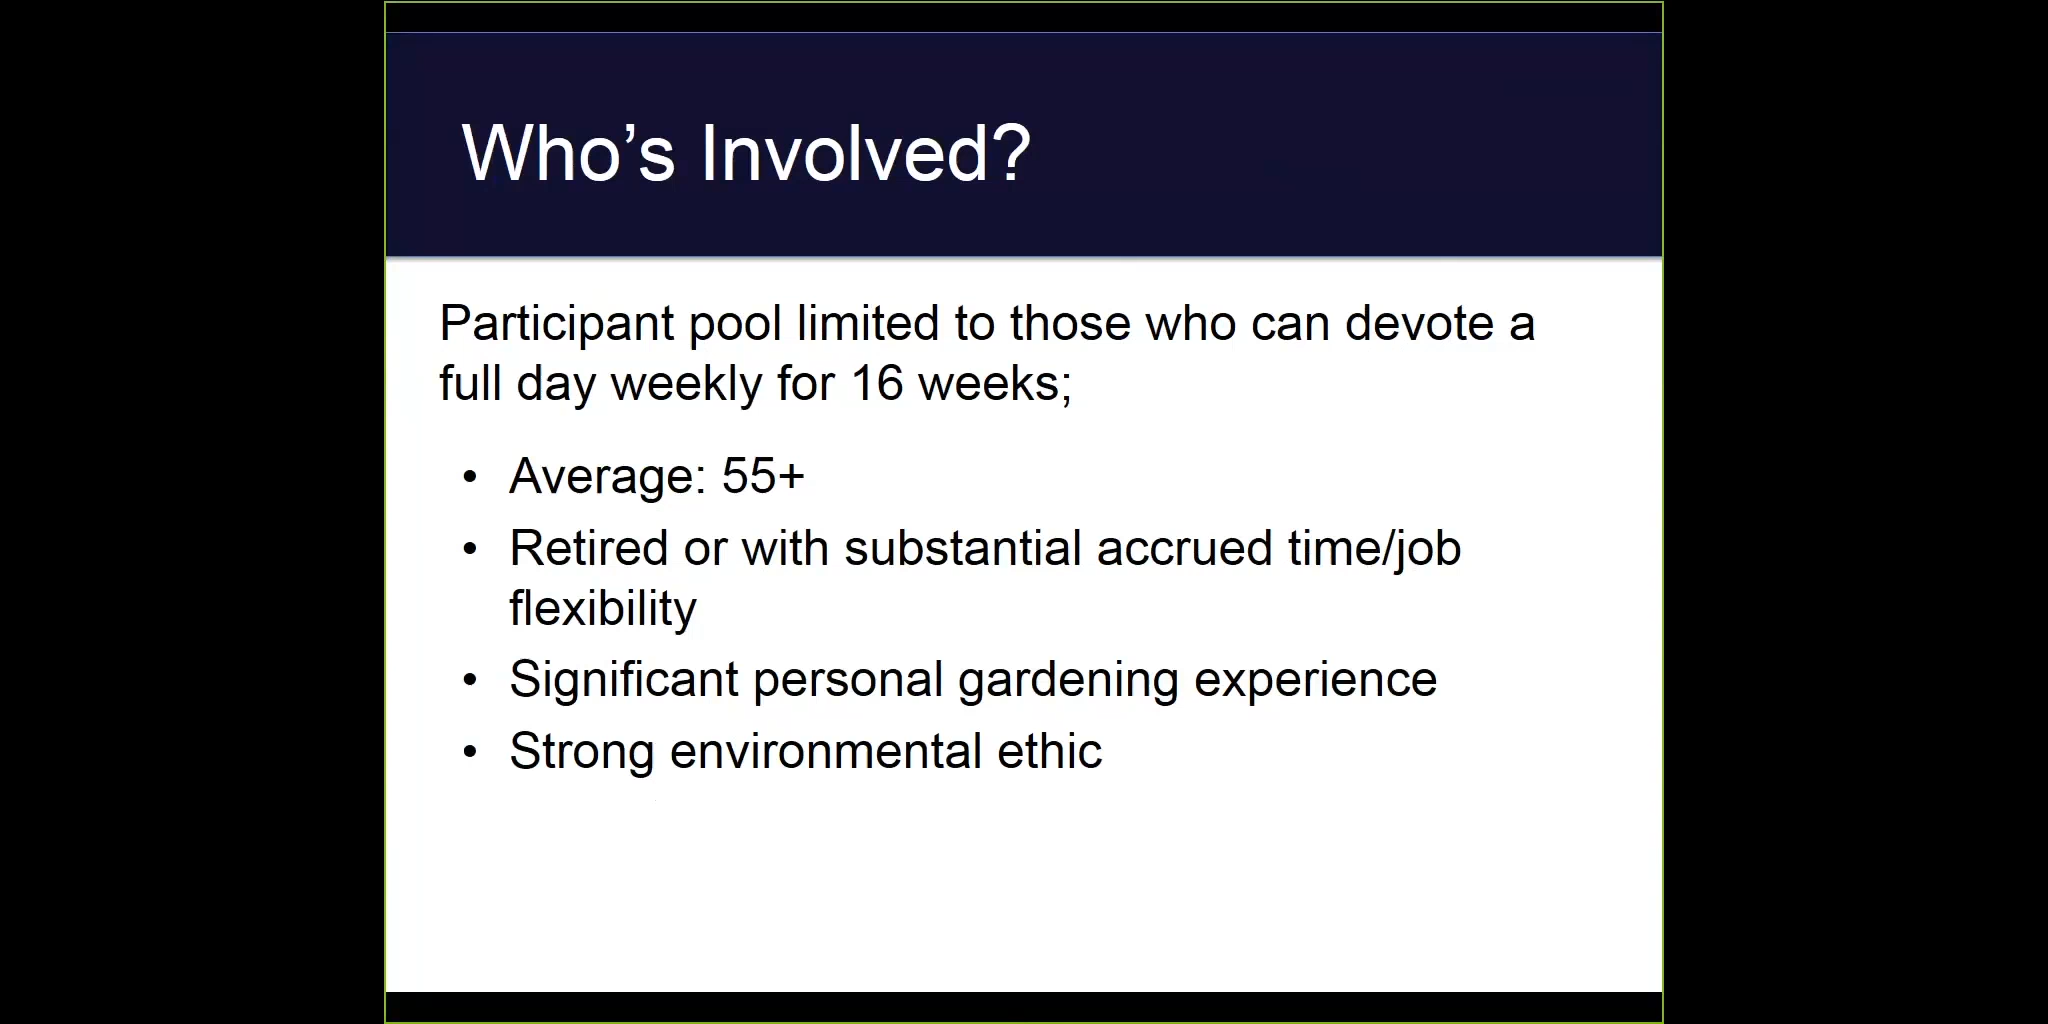 Who’s Involved?
Participant pool limited to those who can devote a
full day weekly for 16 weeks;
• Average: 55+
• Retired or with substantial accrued time/job
flexibility
• Significant personal gardening experience
• Strong environmental ethic